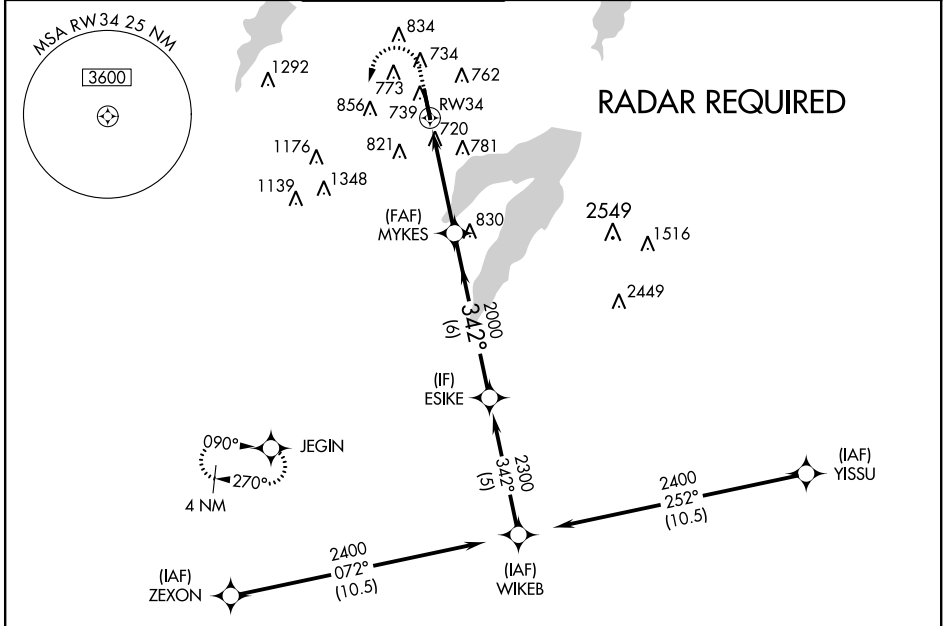 MSA RW34 25 NM
3600
1292
834
734
773
762
856
739
RW34
720
821
781
1176
1139
1348
RADAR REQUIRED
(FAF)
MYKES
830
2549
1516
2449
2000
342°
(6)
(IF)
ESIKE
090°
JEGIN
270°
4 NM
2300
342°
(5)
(IAF)
YISSU
2400
252°
(10.5)
2400
072°
(10.5)
(IAF)
ZEXON
(IAF)
WIKEB